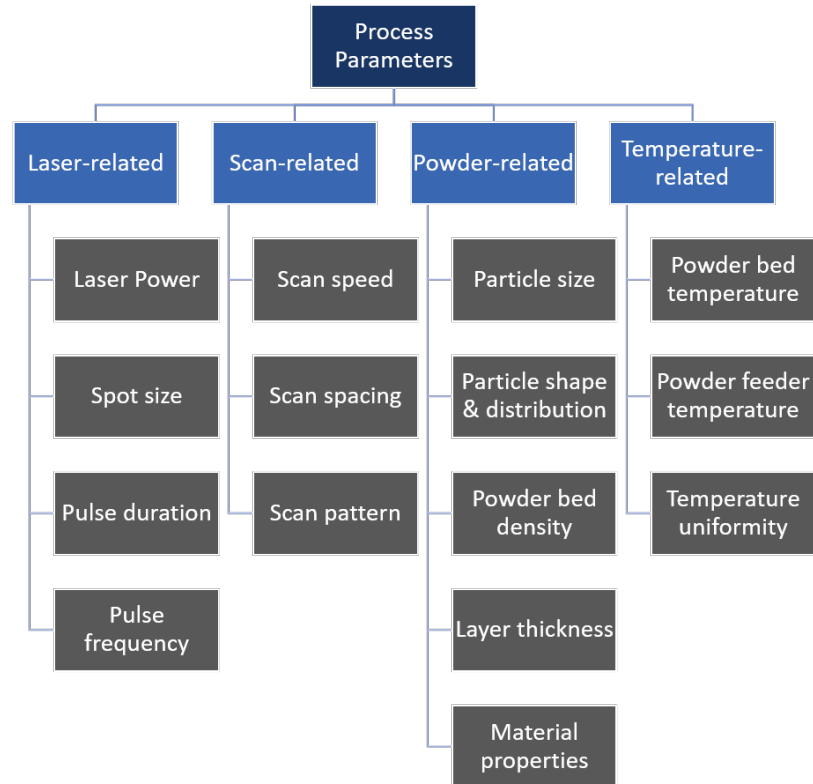 Process
Parameters
Laser-related
Scan-related
Powder-related
Temperature-
related
Laser Power
Spot size
Pulse duration
Pulse
frequency
Scan speed
Scan spacing
Scan pattern
Particle size
Particle shape
& distribution
Powder bed
density
Layer thickness
Material
properties
Powder bed
temperature
Powder feeder
temperature
Temperature
uniformity